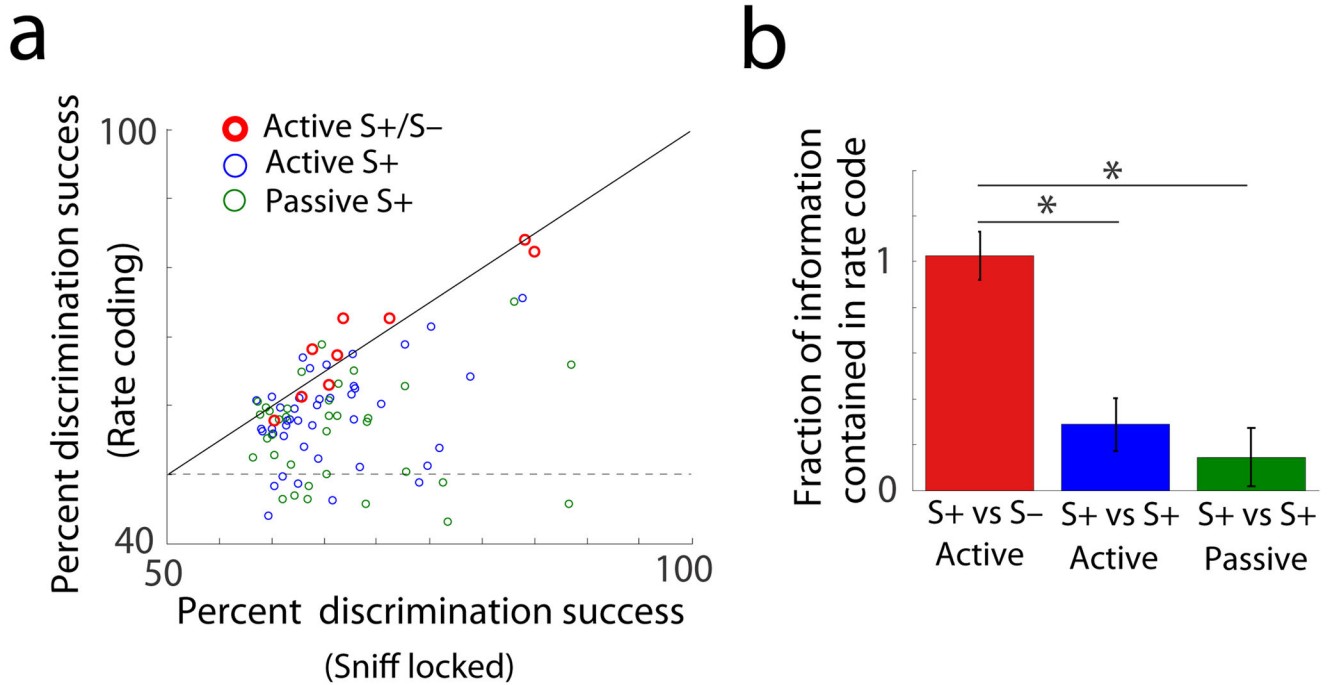 a
Percent discrimination success
(Rate coding)
100
40
50
100
Active S+/S−
Active S+
Passive S+
Percent discrimination success
(Sniff locked)
b
Fraction of information
contained in rate code
1
0
*
*
S+ vs S− S+ vs S+ S+ vs S+
Active Active Passive